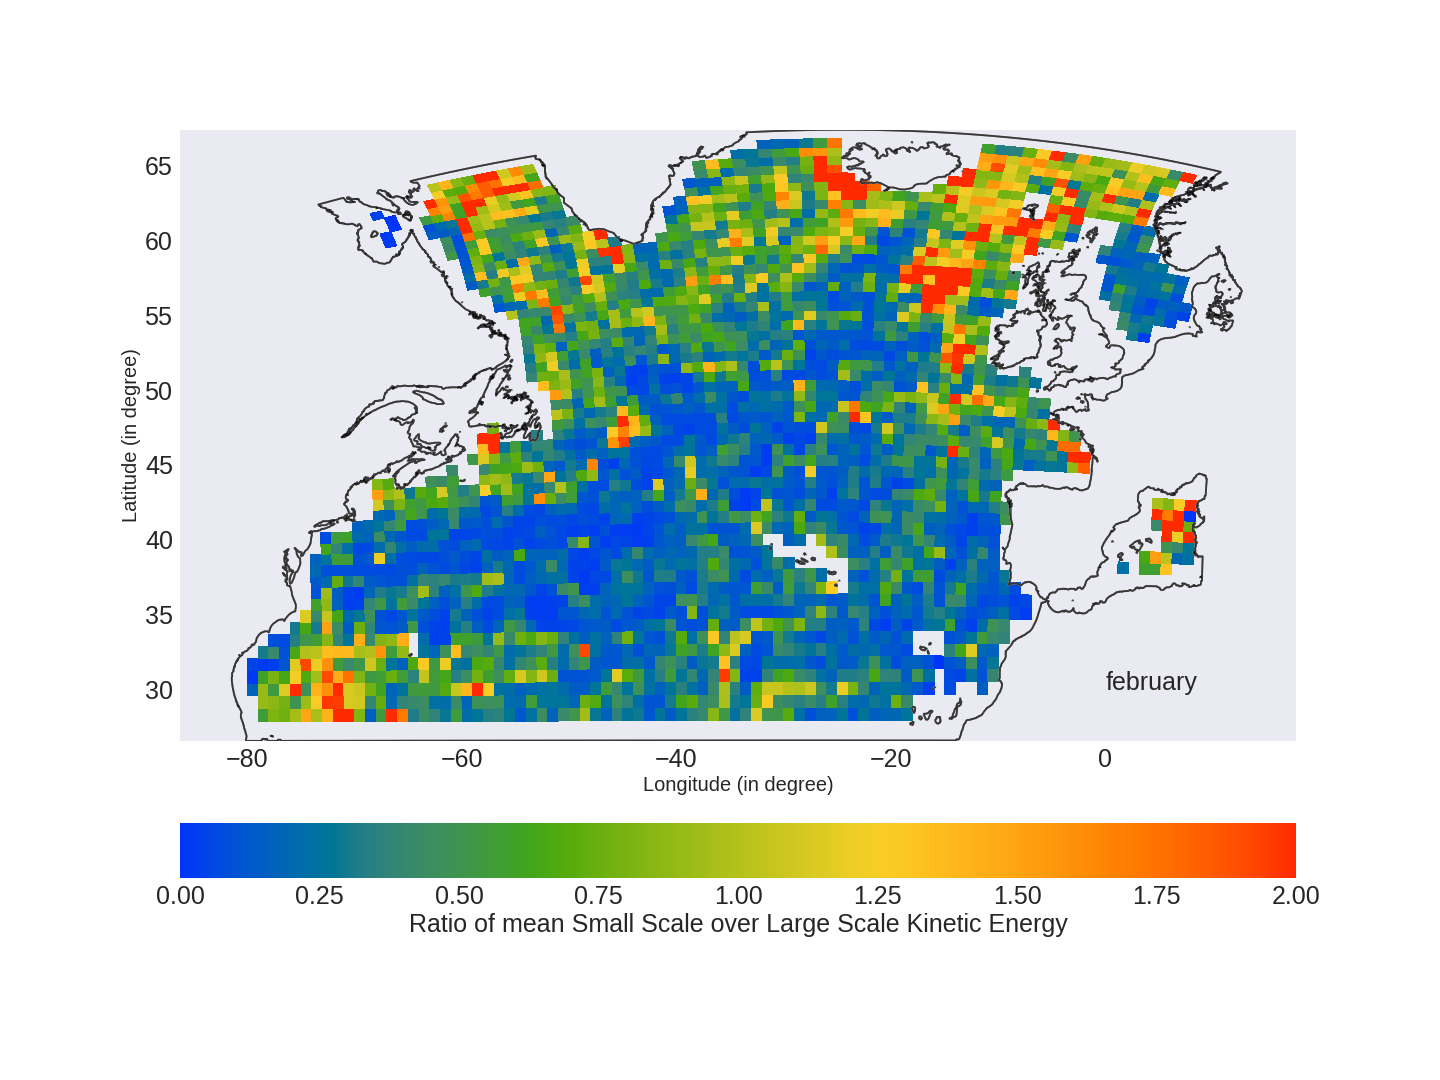 65
60
55
50
45
40
35
30
Latitude (in degree)
february
−80 −60 −40 −20 0
Longitude (in degree)
0.00 0.25 0.50 0.75 1.00 1.25 1.50 1.75 2.00
Ratio of mean Small Scale over Large Scale Kinetic Energy